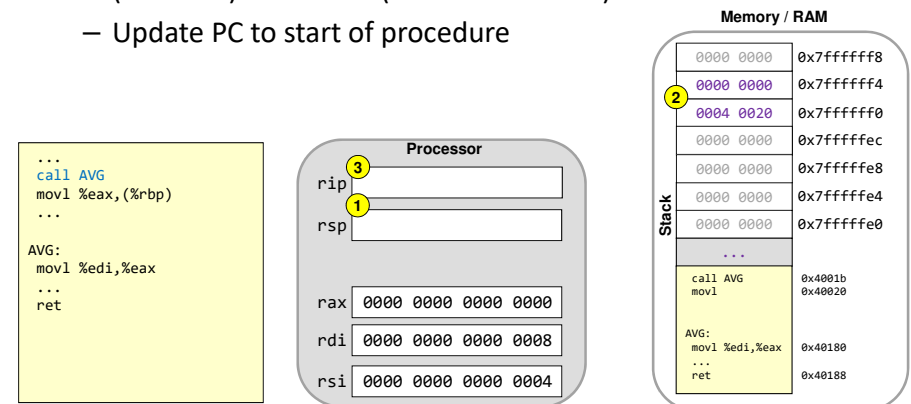 – Update PC to start of procedure
Memory / RAM
0000 0000 0x7ffffff8
0000 0000 0x7ffffff4
2
0004 0020 0x7ffffff0
0000 0000 0x7fffffec
0000 0000 0x7fffffe8
0000 0000 0x7fffffe4
0000 0000 0x7fffffe0
Stack
...
call AVG 0x4001b
movl 0x40020
AVG:
movl %edi,%eax 0x40180
...
ret 0x40188
...
call AVG
movl %eax,(%rbp)
...
AVG:
movl %edi,%eax
...
ret
Processor
3
rip
1
rsp
rax 0000 0000 0000 0000
rdi 0000 0000 0000 0008
rsi 0000 0000 0000 0004